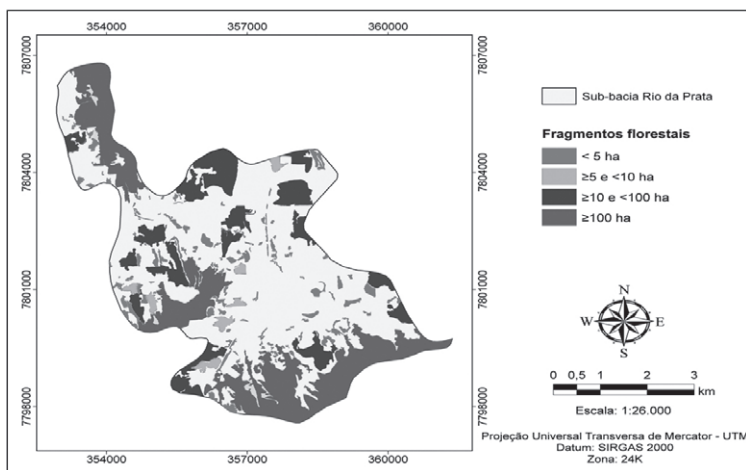 354000 357000 360000
7807000 7807000
7804000 7804000
7801000 7801000
7798000 7798000
354000 357000 360000
Sub-bacia Rio da Prata
Fragmentos florestais
< 5 ha
≥5 e <10 ha
≥10 e <100 ha
≥100 ha
N
W E
S
0 0,5 1 2 3
km
Escala: 1:26.000
Projeção Universal Transversa de Mercator - UTM
Datum: SIRGAS 2000
Zona: 24K